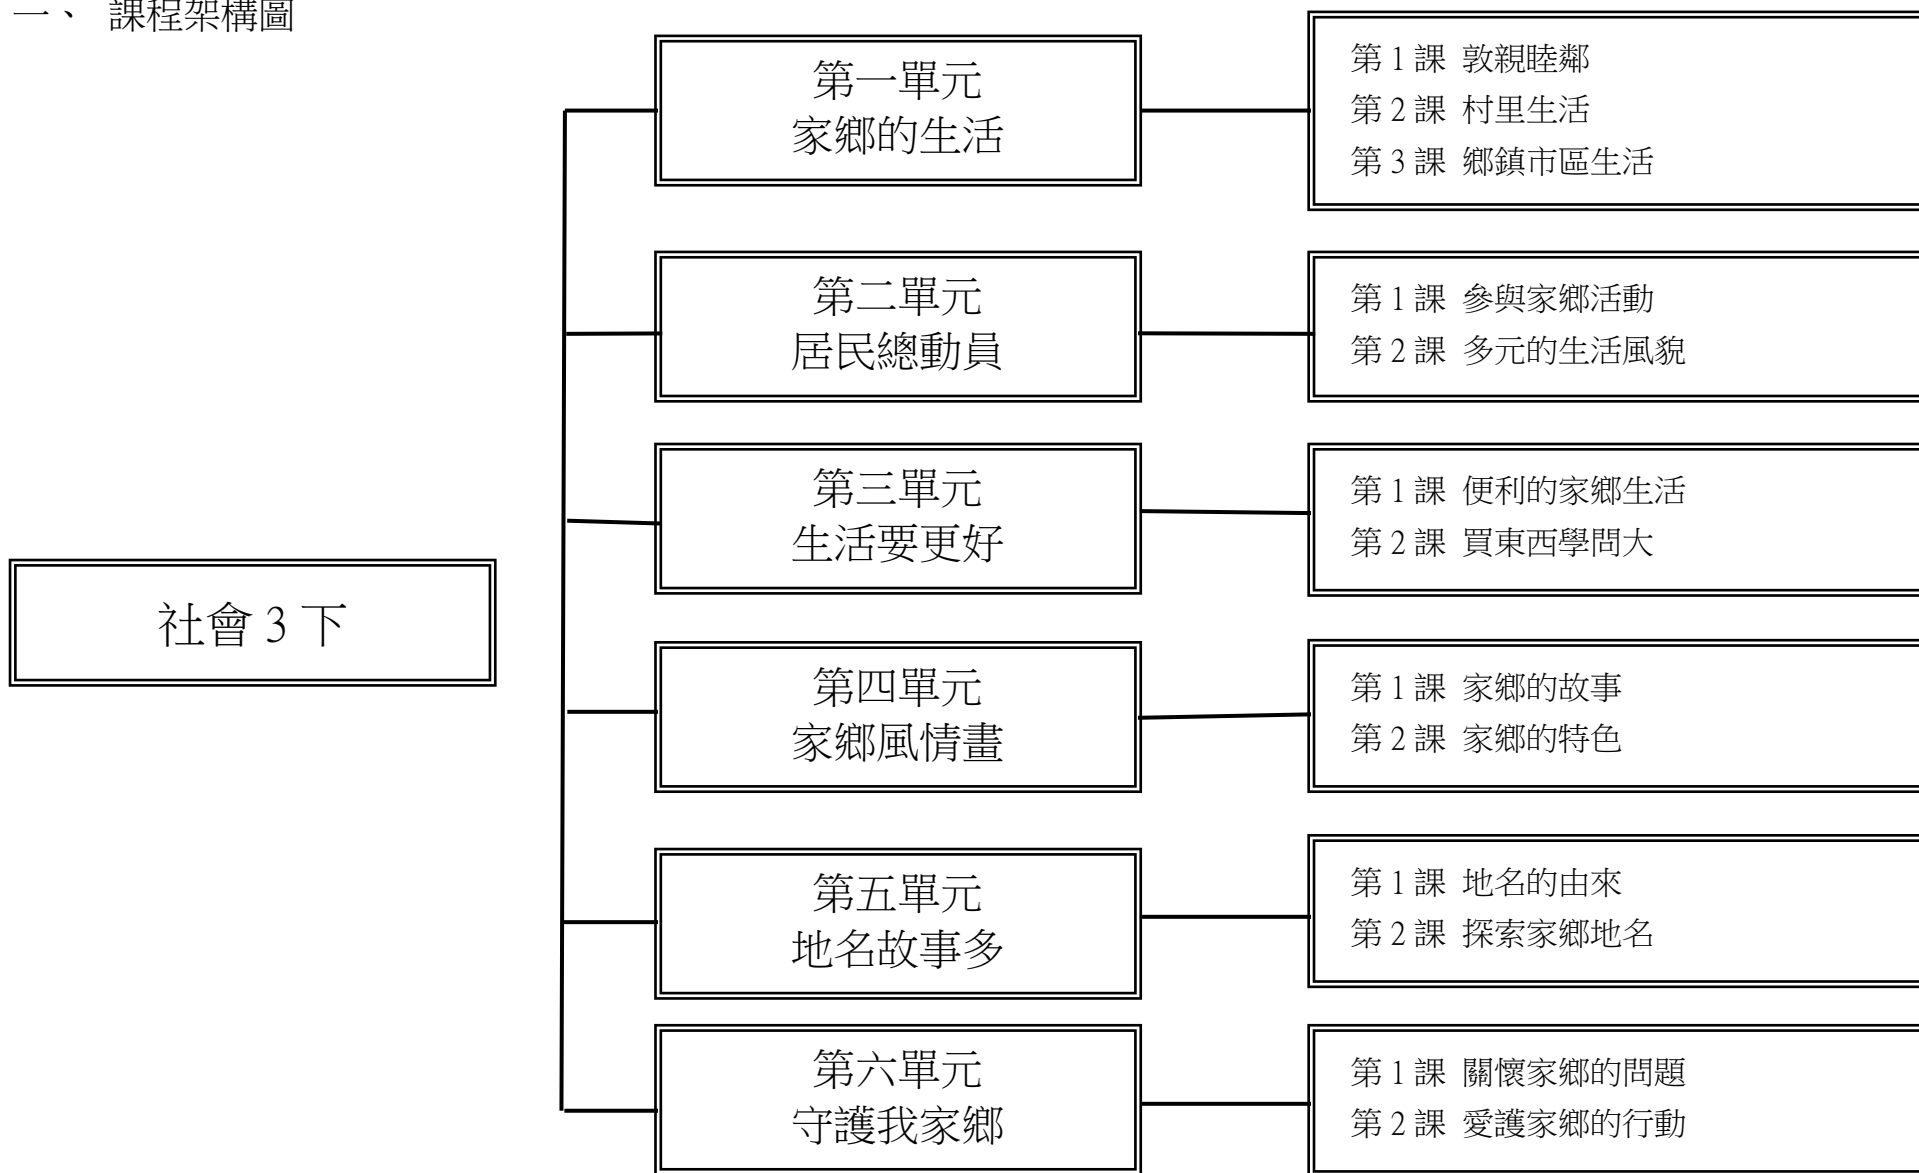 一、 課程架構圖
社會 3 下
第一單元
家鄉的生活
第 1 課 敦親睦鄰
第 2 課 村里生活
第 3 課 鄉鎮市區生活
第二單元
居民總動員
第 1 課 參與家鄉活動
第 2 課 多元的生活風貌
第三單元
生活要更好
第 1 課 便利的家鄉生活
第 2 課 買東西學問大
第四單元
家鄉風情畫
第 1 課 家鄉的故事
第 2 課 家鄉的特色
第五單元
地名故事多
第 1 課 地名的由來
第 2 課 探索家鄉地名
第六單元
守護我家鄉
第 1 課 關懷家鄉的問題
第 2 課 愛護家鄉的行動